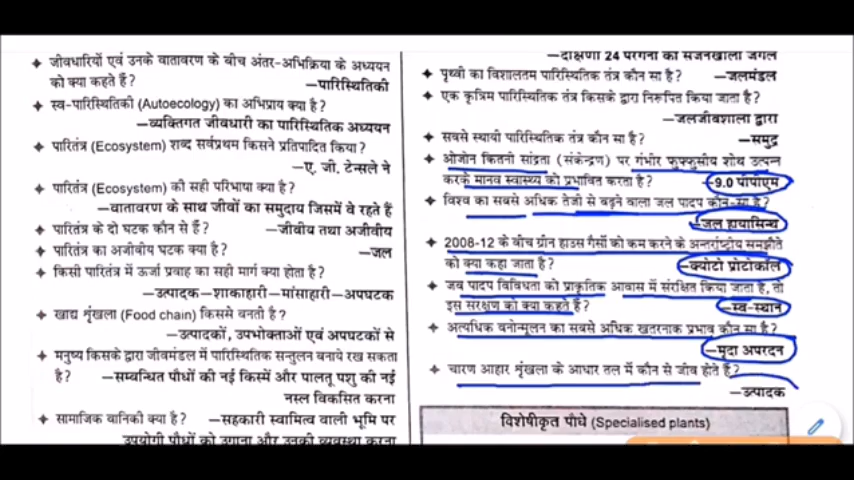 जीवधारियों एवं उनके वातावरण के बीच अंतर-अभिक्रिया के अध्ययन
को क्या कहते हैं? —पारिस्थितिकी
स्व-पारिस्थितिकी (Autoecology) का अभिप्राय क्या है?
—व्यक्तिगत जीवधारी का पारिस्थितिक अध्ययन
पारितंत्र (Ecosystem) शब्द सर्वप्रथम किसने प्रतिपादित किया?
—ए. जी. टेन्सले ने
पारितंत्र (Ecosystem) की सही परिभाषा क्या है?
—वातावरण के साथ जीवों का समुदाय जिसमें वे रहते हैं
पारितंत्र के दो घटक कौन से हैं? —जीवीय तथा अजीवीय
पारितंत्र का अजीवीय घटक क्या है? —जल
किसी पारितंत्र में ऊर्जा प्रवाह का सही मार्ग क्या होता है?
—उत्पादक—शाकाहारी—मांसाहारी—अपघटक
खाद्य शृंखला (Food chain) किससे बनती है?
—उत्पादकों, उपभोक्ताओं एवं अपघटकों से
मनुष्य किसके द्वारा जीवमंडल में पारिस्थितिक सन्तुलन बनाये रख सकता
है? —सम्बन्धित पौधों की नई किस्में और पालतू पशु की नई
नस्ल विकसित करना
सामाजिक वानिकी क्या है? —सहकारी स्वामित्व वाली भूमि पर
उपयोगी पौधों को उगाना और उनकी व्यवस्था करना
—दक्षिणी 24 परगना का सजनखाली जंगल
पृथ्वी का विशालतम पारिस्थितिक तंत्र कौन सा है? —जलमंडल
एक कृत्रिम पारिस्थितिक तंत्र किसके द्वारा निरूपित किया जाता है?
—जलजीवशाला द्वारा
सबसे स्थायी पारिस्थितिक तंत्र कौन सा है? —समुद्र
ओजोन कितनी सांद्रता (संकेन्द्रण) पर गंभीर फुफ्फुसीय शोथ उत्पन्न
करके मानव स्वास्थ्य को प्रभावित करता है? —9.0 पीपीएम
विश्व का सबसे अधिक तेजी से बढ़ने वाला जल पादप कौन-सा है?
—जल हायासिन्थ
2008-12 के बीच ग्रीन हाउस गैसों को कम करने के अन्तर्राष्ट्रीय समझौते
को क्या कहा जाता है? —क्योटो प्रोटोकॉल
जब पादप विविधता को प्राकृतिक आवास में संरक्षित किया जाता है, तो
इस संरक्षण को क्या कहते हैं? —स्व-स्थान
अत्यधिक वनोन्मूलन का सबसे अधिक खतरनाक प्रभाव कौन सा है?
—मृदा अपरदन
चारण आहार शृंखला के आधार तल में कौन से जीव होते हैं?
—उत्पादक
विशेषीकृत पौधे (Specialised plants)